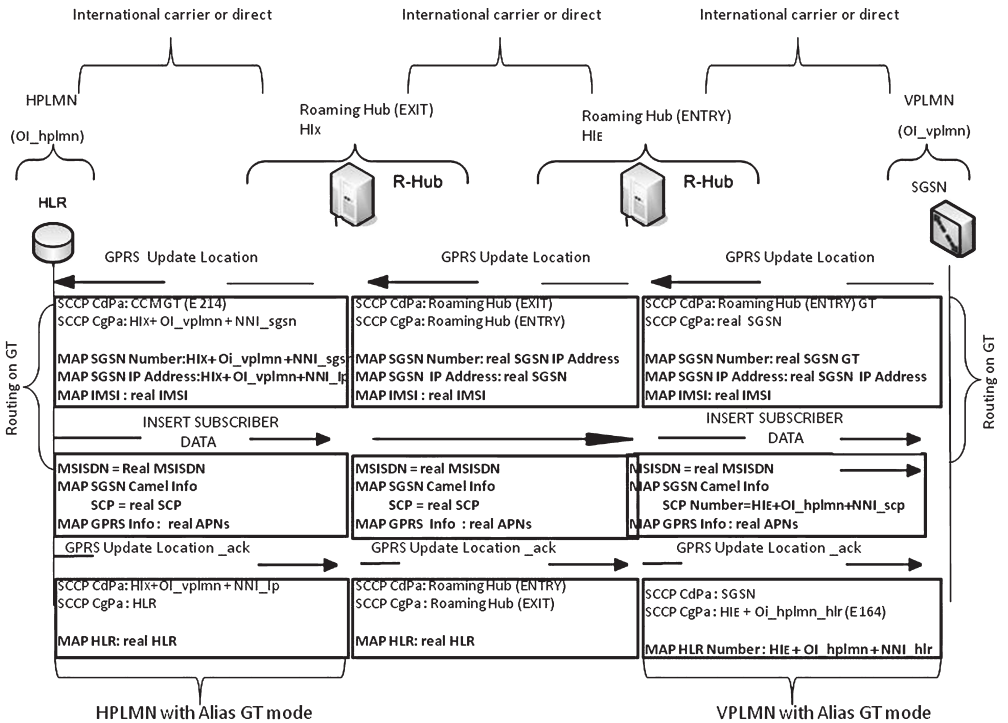 International carrier or direct
International carrier or direct
International carrier or direct
HPLMN
(OI_hplmn)
Roaming Hub (EXIT)
HIx
Roaming Hub (ENTRY)
HIE
VPLMN
(OI_vplmn)
HLR
R-Hub
R-Hub
SGSN
GPRS Update Location
GPRS Update Location
GPRS Update Location
Routing on GT
SCCP CdPa: CCMGT (E 214)
SCCP CgPa: HIx+ OI_vplmn + NNI_sgsn
MAP SGSN Number:HIx+ Oi_vplmn +NNI_sgsn
MAP SGSN IP Address:HIx+ OI_vplmn+NNI_Ip
MAP IMSI : real IMSI
SCCP CdPa: Roaming Hub (EXIT)
SCCP CgPa: Roaming Hub (ENTRY)
MAP SGSN Number: real SGSN IP Address
MAP SGSN IP Address: real SGSN
MAP IMSI : real IMSI
SCCP CdPa: Roaming Hub (ENTRY) GT
SCCP CgPa: real SGSN
MAP SGSN Number: real SGSN GT
MAP SGSN IP Address: real SGSN IP Address
MAP IMSI: real IMSI
Routing on GT
INSERT SUBSCRIBER
DATA
INSERT SUBSCRIBER
DATA
MSISDN = Real MSISDN
MAP SGSN Camel Info
SCP = real SCP
MAP GPRS Info : real APNs
MSISDN = real MSISDN
MAP SGSN Camel Info
SCP = real SCP
MAP GPRS Info : real APNs
MSISDN = real MSISDN
MAP SGSN Camel Info
SCP Number=HIE+OI_hplmn+NNI_scp
MAP GPRS Info : real APNs
GPRS Update Location _ack
GPRS Update Location _ack
GPRS Update Location _ack
SCCP CdPa: HIx+OI_vplmn + NNI_Ip
SCCP CgPa: HLR
MAP HLR: real HLR
SCCP CdPa: Roaming Hub (ENTRY)
SCCP CgPa: Roaming Hub (EXIT)
MAP HLR: real HLR
SCCP CdPa: SGSN
SCCP CgPa: HIE + Oi_hplmn_hlr (E164)
MAP HLR Number : HIE + OI_hplmn + NNI_hlr
HPLMN with Alias GT mode
VPLMN with Alias GT mode